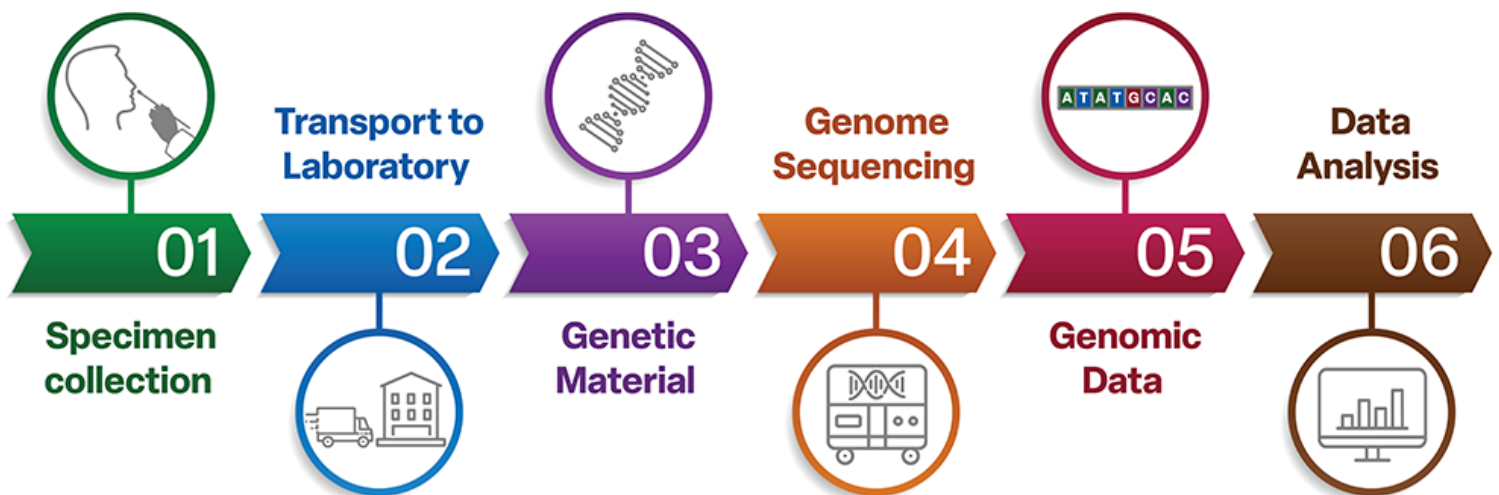 01
Specimen
collection
Transport to
Laboratory
02
03
Genetic
Material
Genome
Sequencing
04
ATATGCAC
05
Genomic
Data
Data
Analysis
06